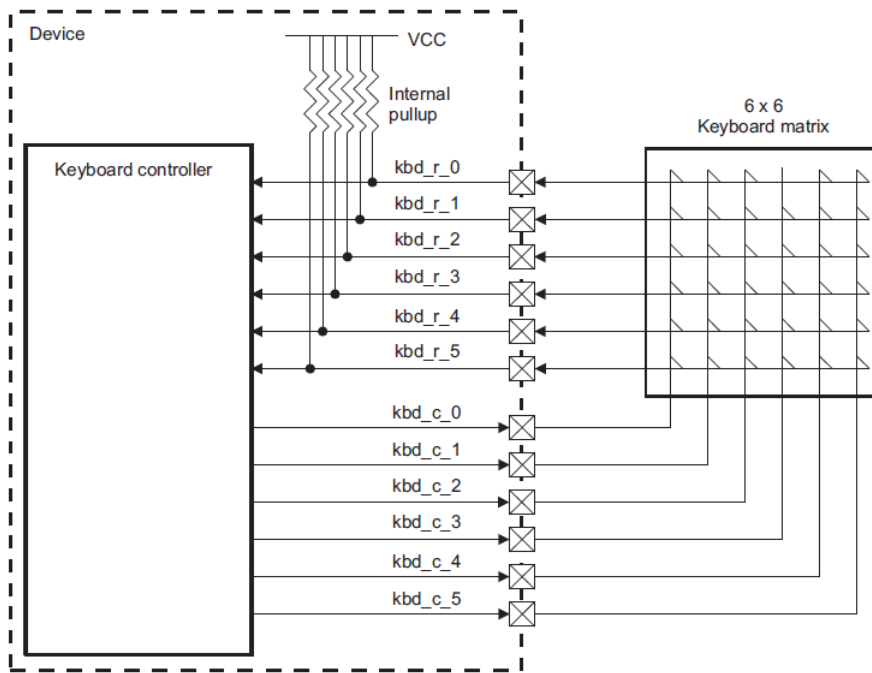 Device
VCC
Internal
pullup
6 x 6
Keyboard matrix
Keyboard controller
kbd_r_0
kbd_r_1
kbd_r_2
kbd_r_3
kbd_r_4
kbd_r_5
kbd_c_0
kbd_c_1
kbd_c_2
kbd_c_3
kbd_c_4
kbd_c_5